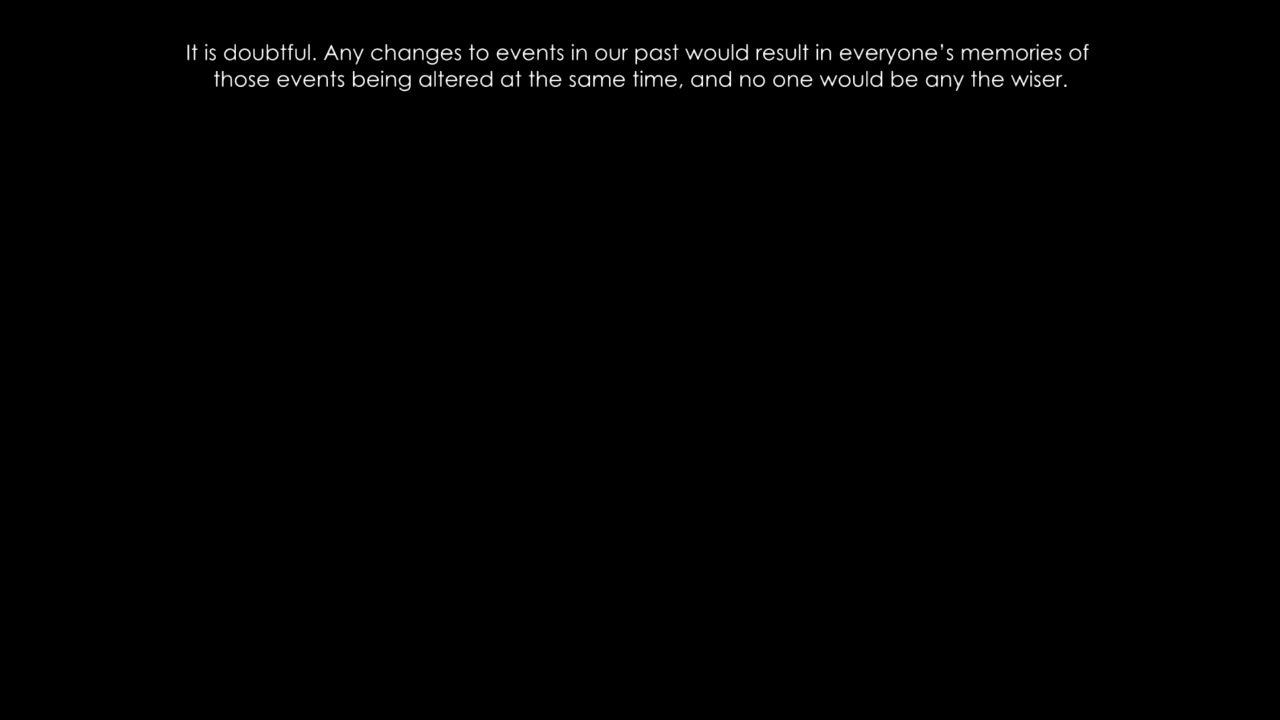 It is doubtful. Any changes to events in our past would result in everyone’s memories of
those events being altered at the same time, and no one would be any the wiser.